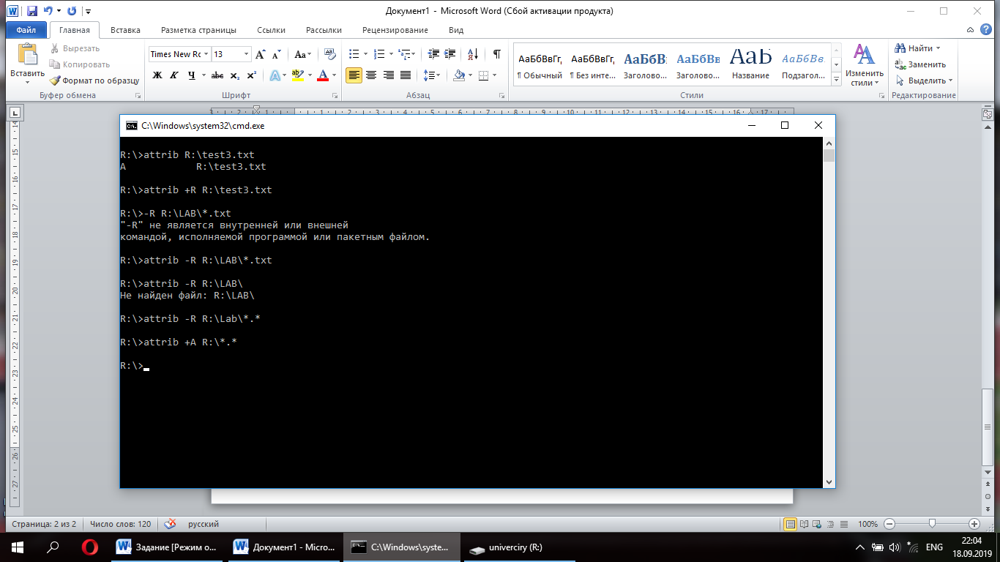 Документ1 - Microsoft Word (Сбой активации продукта)
Файл Главная Вставка Разметка страницы Ссылки Рассылки Рецензирование Вид
Вставить
Вырезать
Копировать
Формат по образцу
Буфер обмена
Times New Rc 13
Ж К Ч abc x₂ x²
Шрифт
Абзац
АаБбВвГг, АаБбВвГг, АаБбВ АаБбВв АаБ АаБбВв.
¶ Обычный ¶ Без инте... Заголово... Заголово... Название Подзагол...
Стили
Изменить
стили
Найти
Заменить
Выделить
Редактирование
C:\Windows\system32\cmd.exe
R:\>attrib R:\test3.txt
A            R:\test3.txt
R:\>attrib +R R:\test3.txt
R:\>-R R:\LAB\*.txt
"-R" не является внутренней или внешней
командой, исполняемой программой или пакетным файлом.
R:\>attrib -R R:\LAB\*.txt
R:\>attrib -R R:\LAB\
Не найден файл: R:\LAB\
R:\>attrib -R R:\Lab\*.*
R:\>attrib +A R:\*.*
R:\>
Страница: 2 из 2 Число слов: 120 русский 100%
Задание [Режим о... Документ1 - Micro... C:\Windows\syste... univerciry (R:) ENG
22:04
18.09.2019